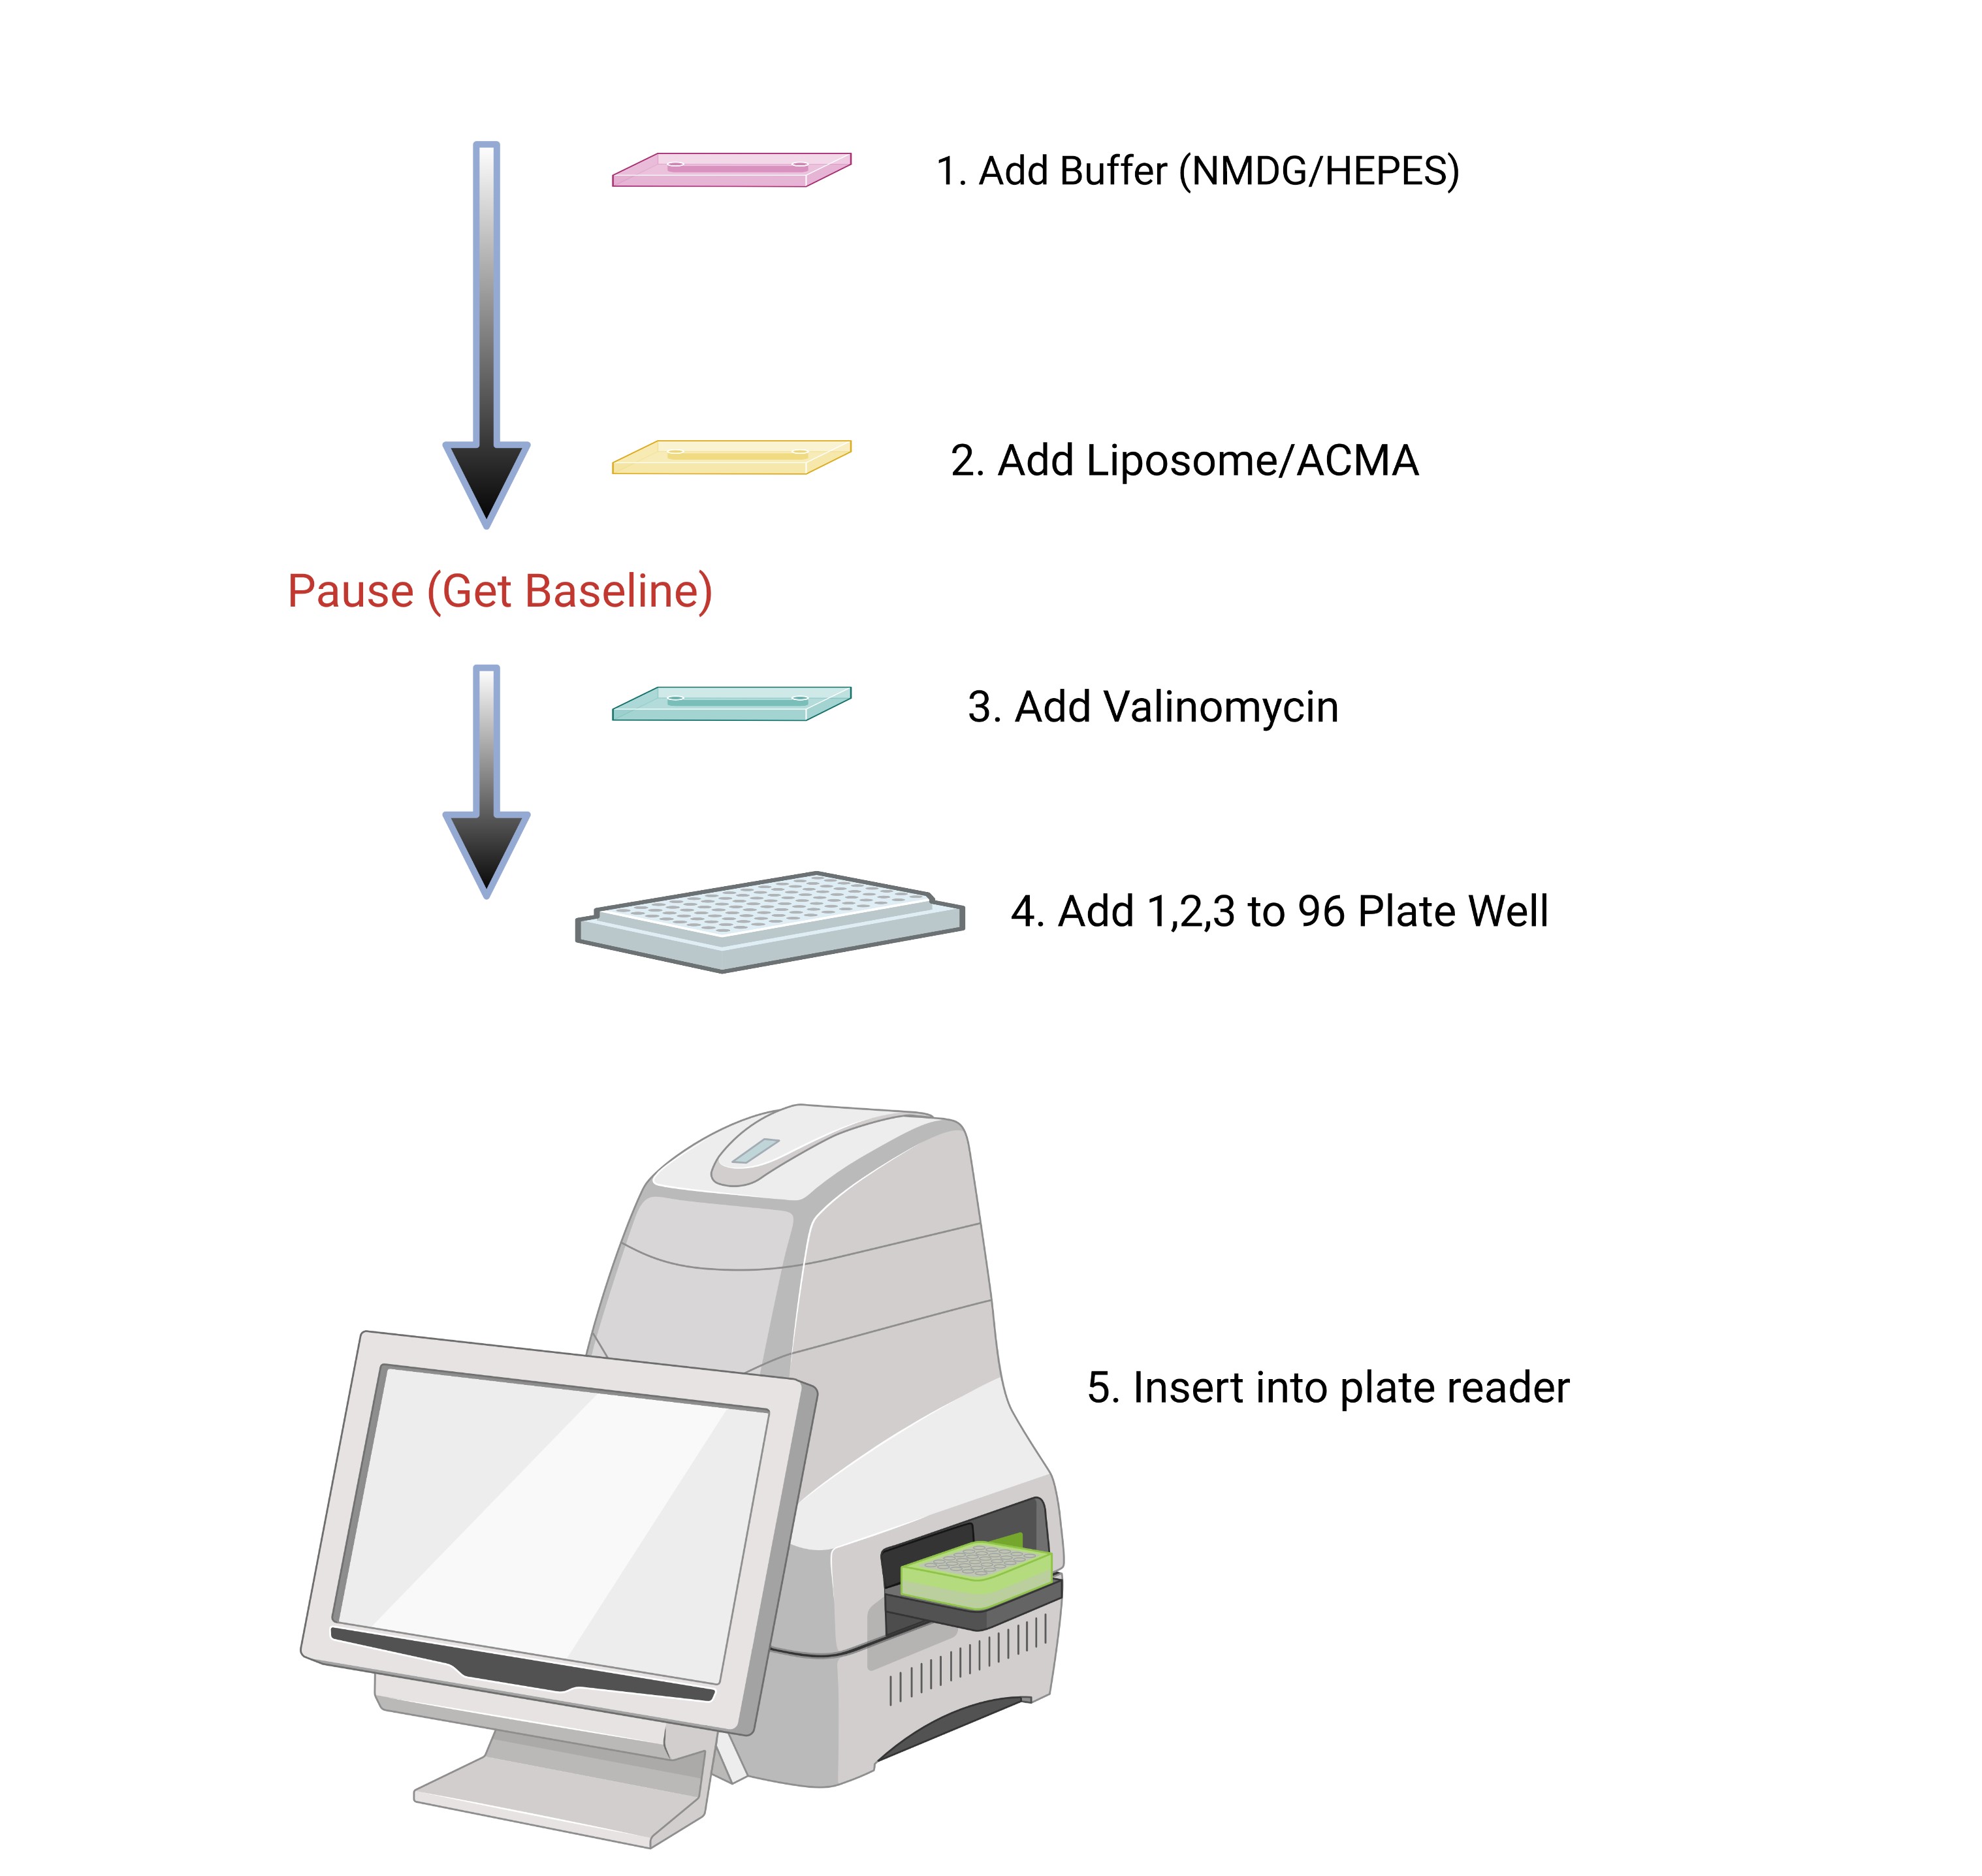 1. Add Buffer (NMDG/HEPES)
2. Add Liposome/ACMA
Pause (Get Baseline)
3. Add Valinomycin
4. Add 1,2,3 to 96 Plate Well
5. Insert into plate reader